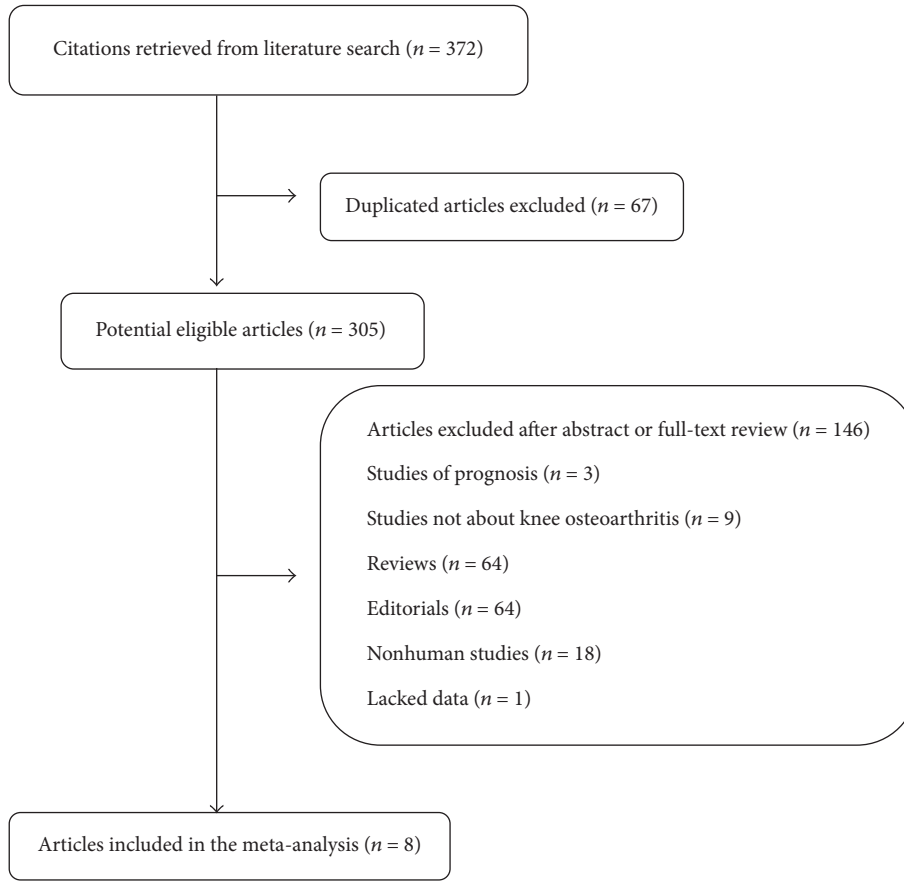 Citations retrieved from literature search (n = 372)
Duplicated articles excluded (n = 67)
Potential eligible articles (n = 305)
Articles excluded after abstract or full-text review (n = 146)
Studies of prognosis (n = 3)
Studies not about knee osteoarthritis (n = 9)
Reviews (n = 64)
Editorials (n = 64)
Nonhuman studies (n = 18)
Lacked data (n = 1)
Articles included in the meta-analysis (n = 8)